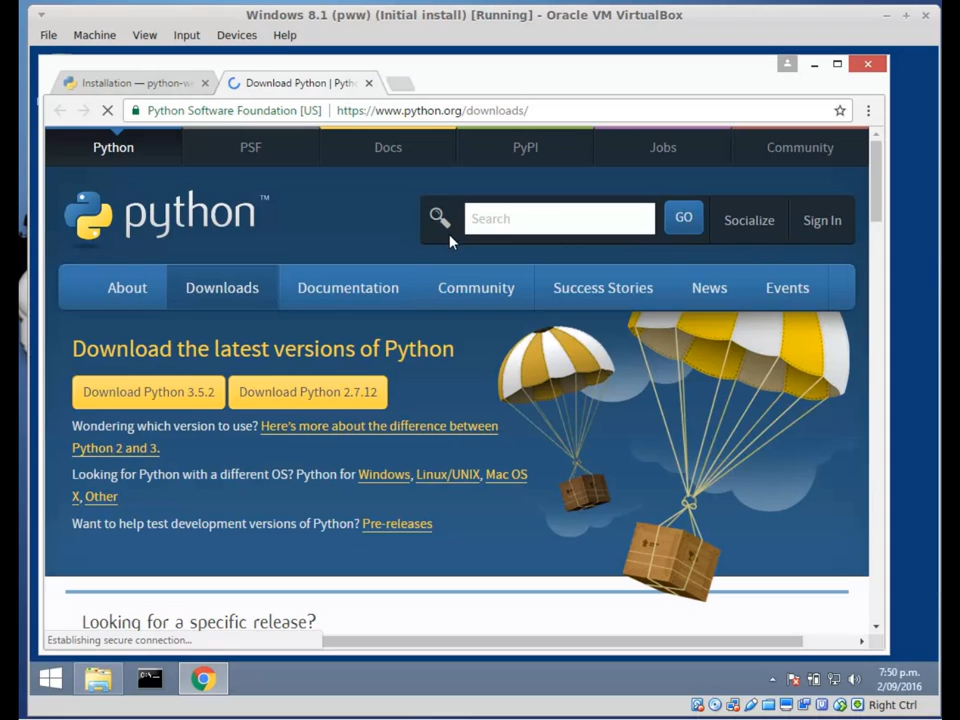 Windows 8.1 (pww) (Initial install) [Running] - Oracle VM VirtualBox
File Machine View Input Devices Help
Installation — python-w
Download Python | Pytho
Python Software Foundation [US] | https://www.python.org/downloads/
Python PSF Docs PyPI Jobs Community
python™
Search GO Socialize Sign In
About Downloads Documentation Community Success Stories News Events
Download the latest versions of Python
Download Python 3.5.2 Download Python 2.7.12
Wondering which version to use? Here's more about the difference between
Python 2 and 3.
Looking for Python with a different OS? Python for Windows, Linux/UNIX, Mac OS
X, Other
Want to help test development versions of Python? Pre-releases
Looking for a specific release?
Establishing secure connection...
7:50 p.m.
2/09/2016
Right Ctrl